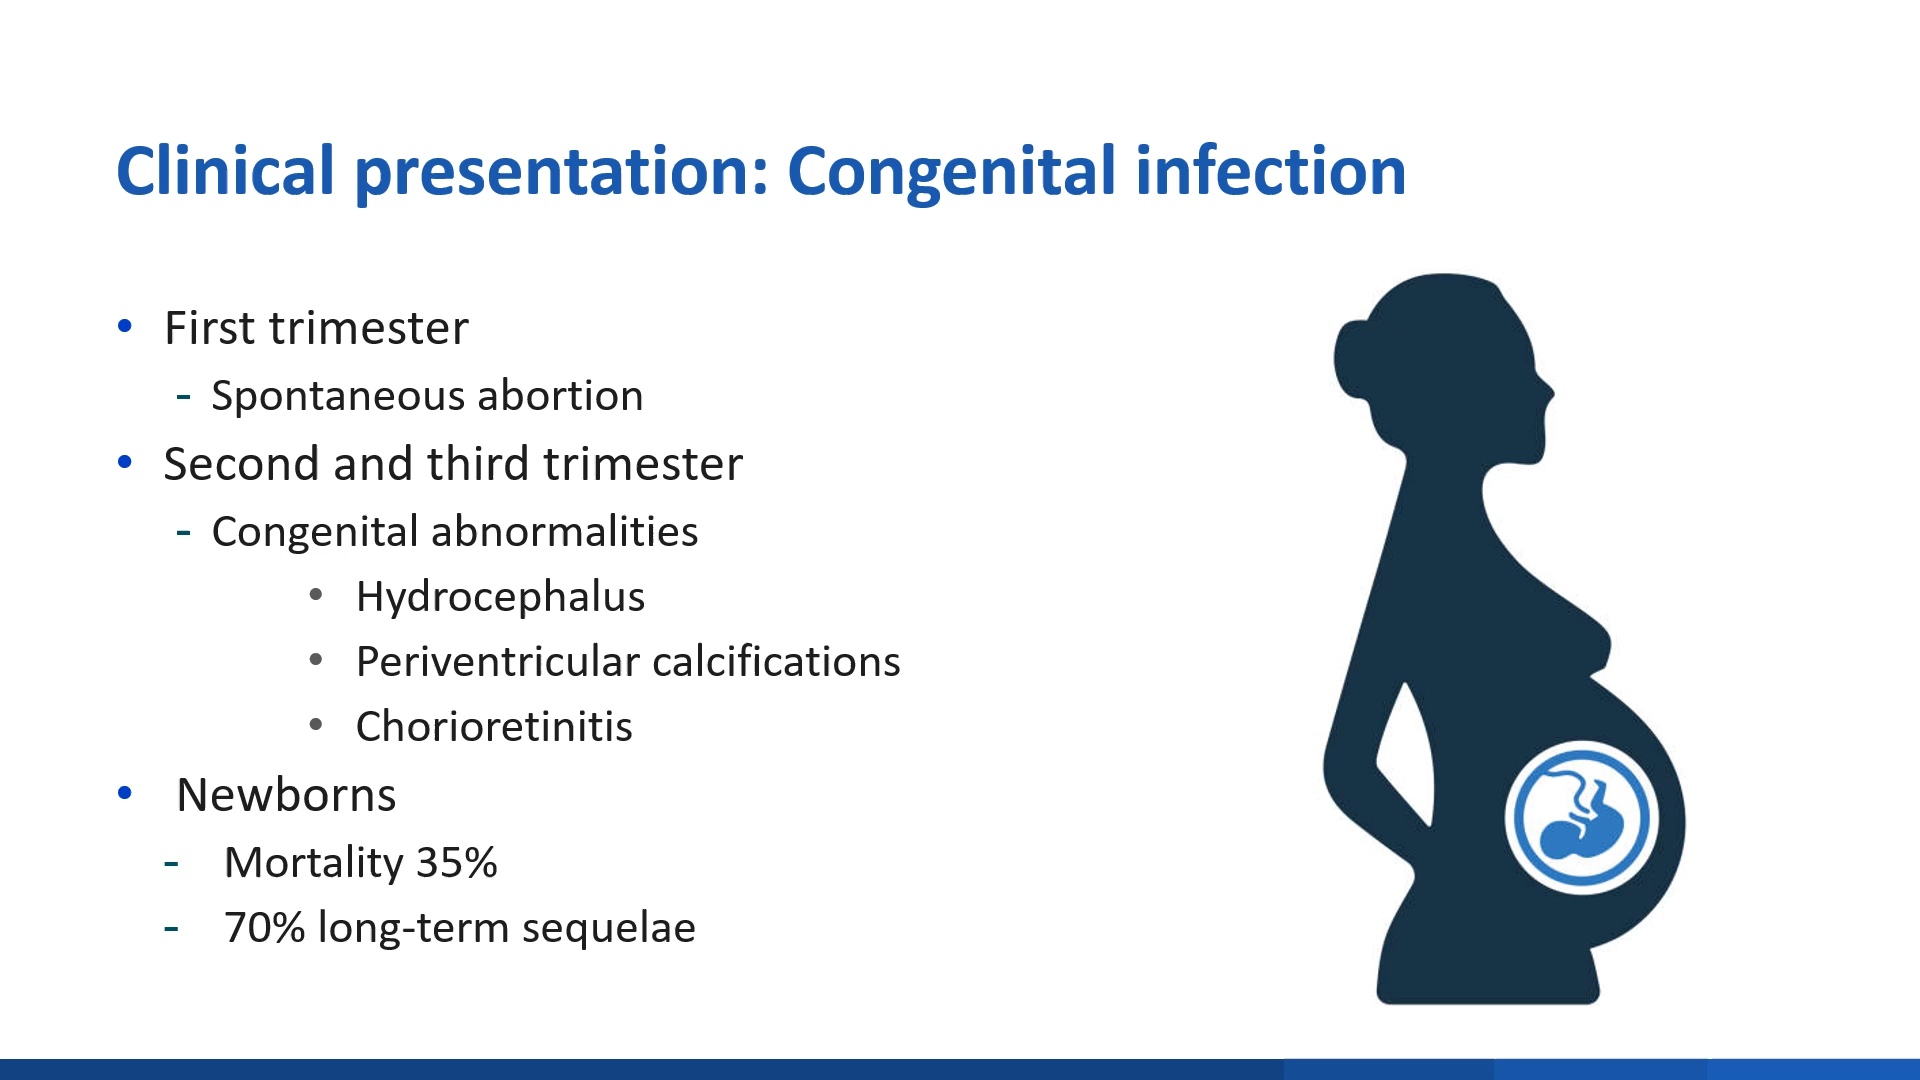 Clinical presentation: Congenital infection
• First trimester
- Spontaneous abortion
• Second and third trimester
- Congenital abnormalities
• Hydrocephalus
• Periventricular calcifications
• Chorioretinitis
• Newborns
- Mortality 35%
- 70% long-term sequelae